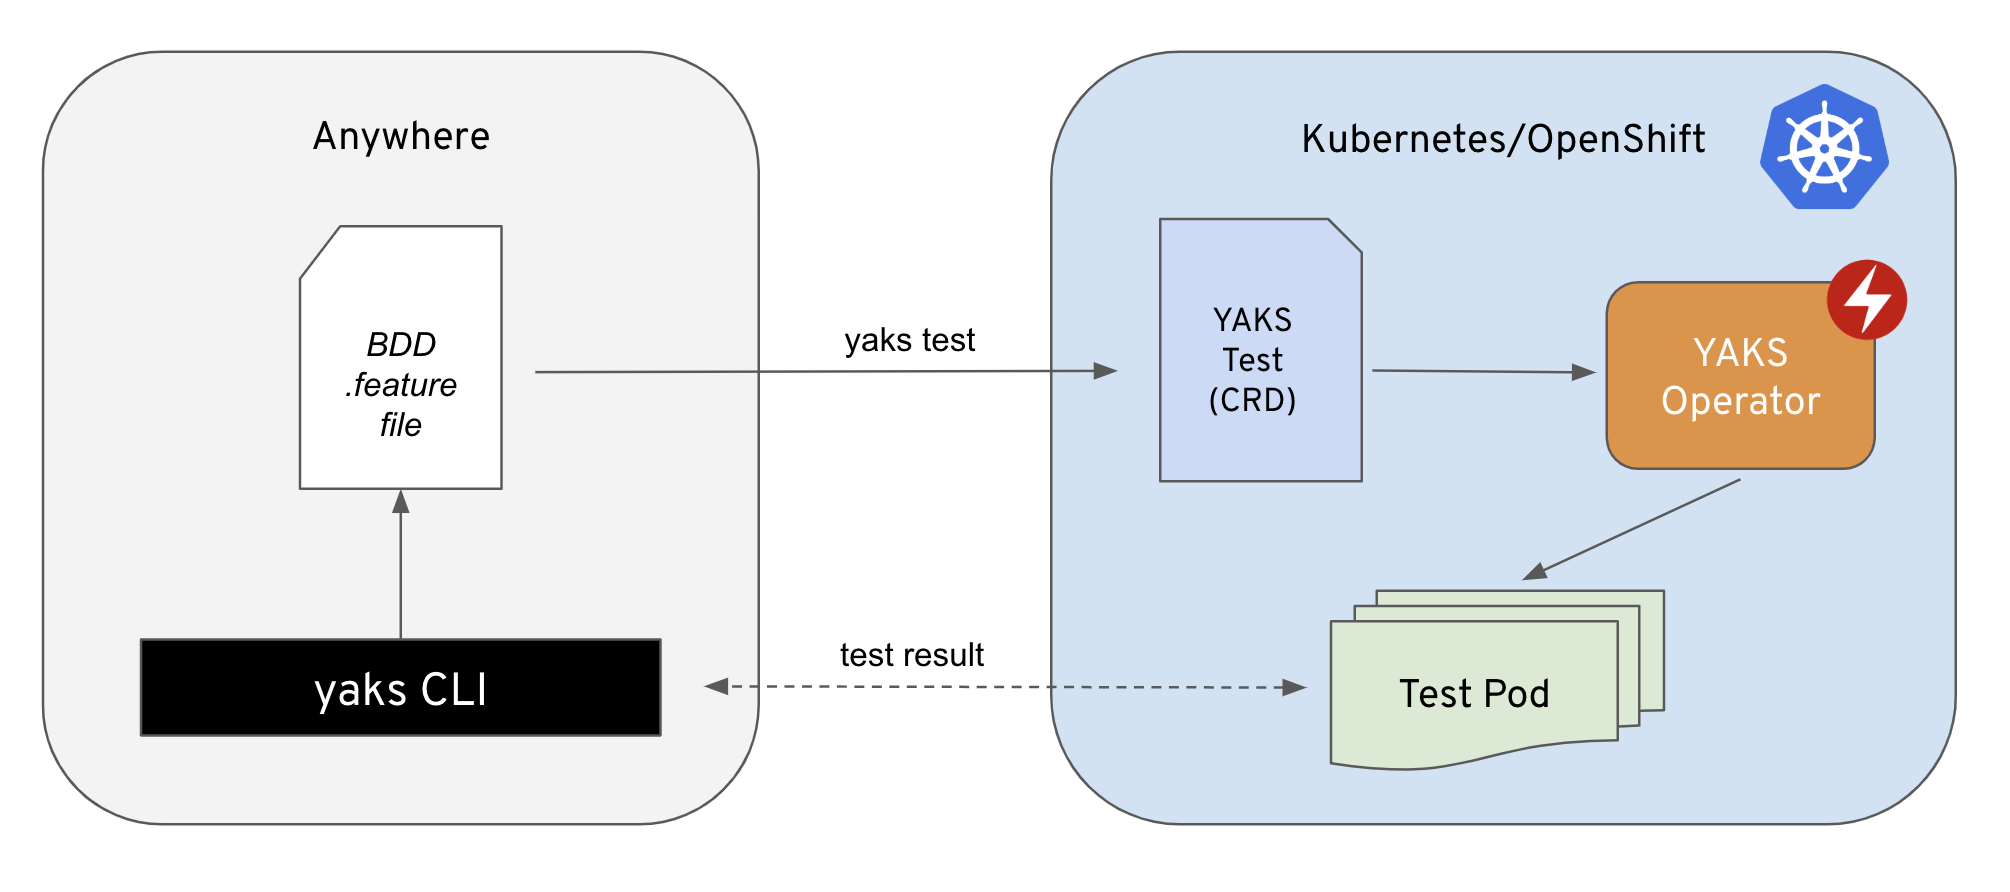 Anywhere
BDD
.feature
file
yaks CLI
yaks test
test result
Kubernetes/OpenShift
YAKS
Test
(CRD)
YAKS
Operator
Test Pod